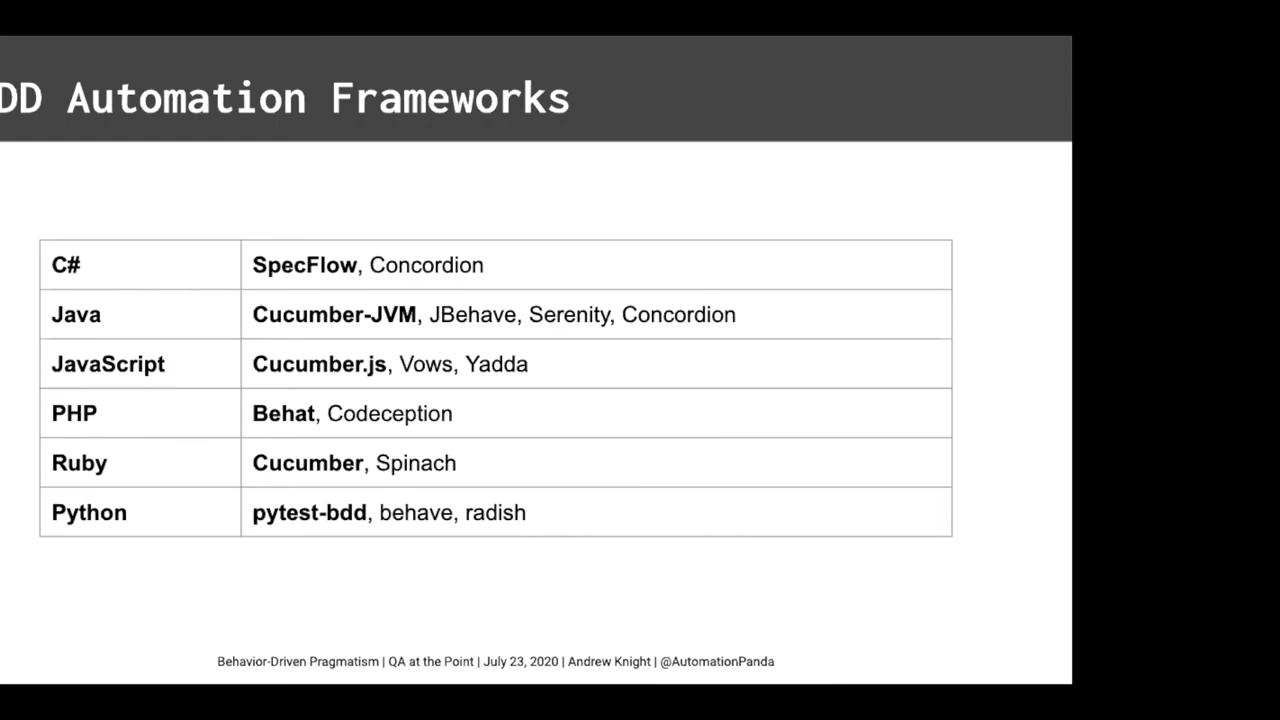 DD Automation Frameworks
C# SpecFlow, Concordion
Java Cucumber-JVM, JBehave, Serenity, Concordion
JavaScript Cucumber.js, Vows, Yadda
PHP Behat, Codeception
Ruby Cucumber, Spinach
Python pytest-bdd, behave, radish
Behavior-Driven Pragmatism | QA at the Point | July 23, 2020 | Andrew Knight | @AutomationPanda